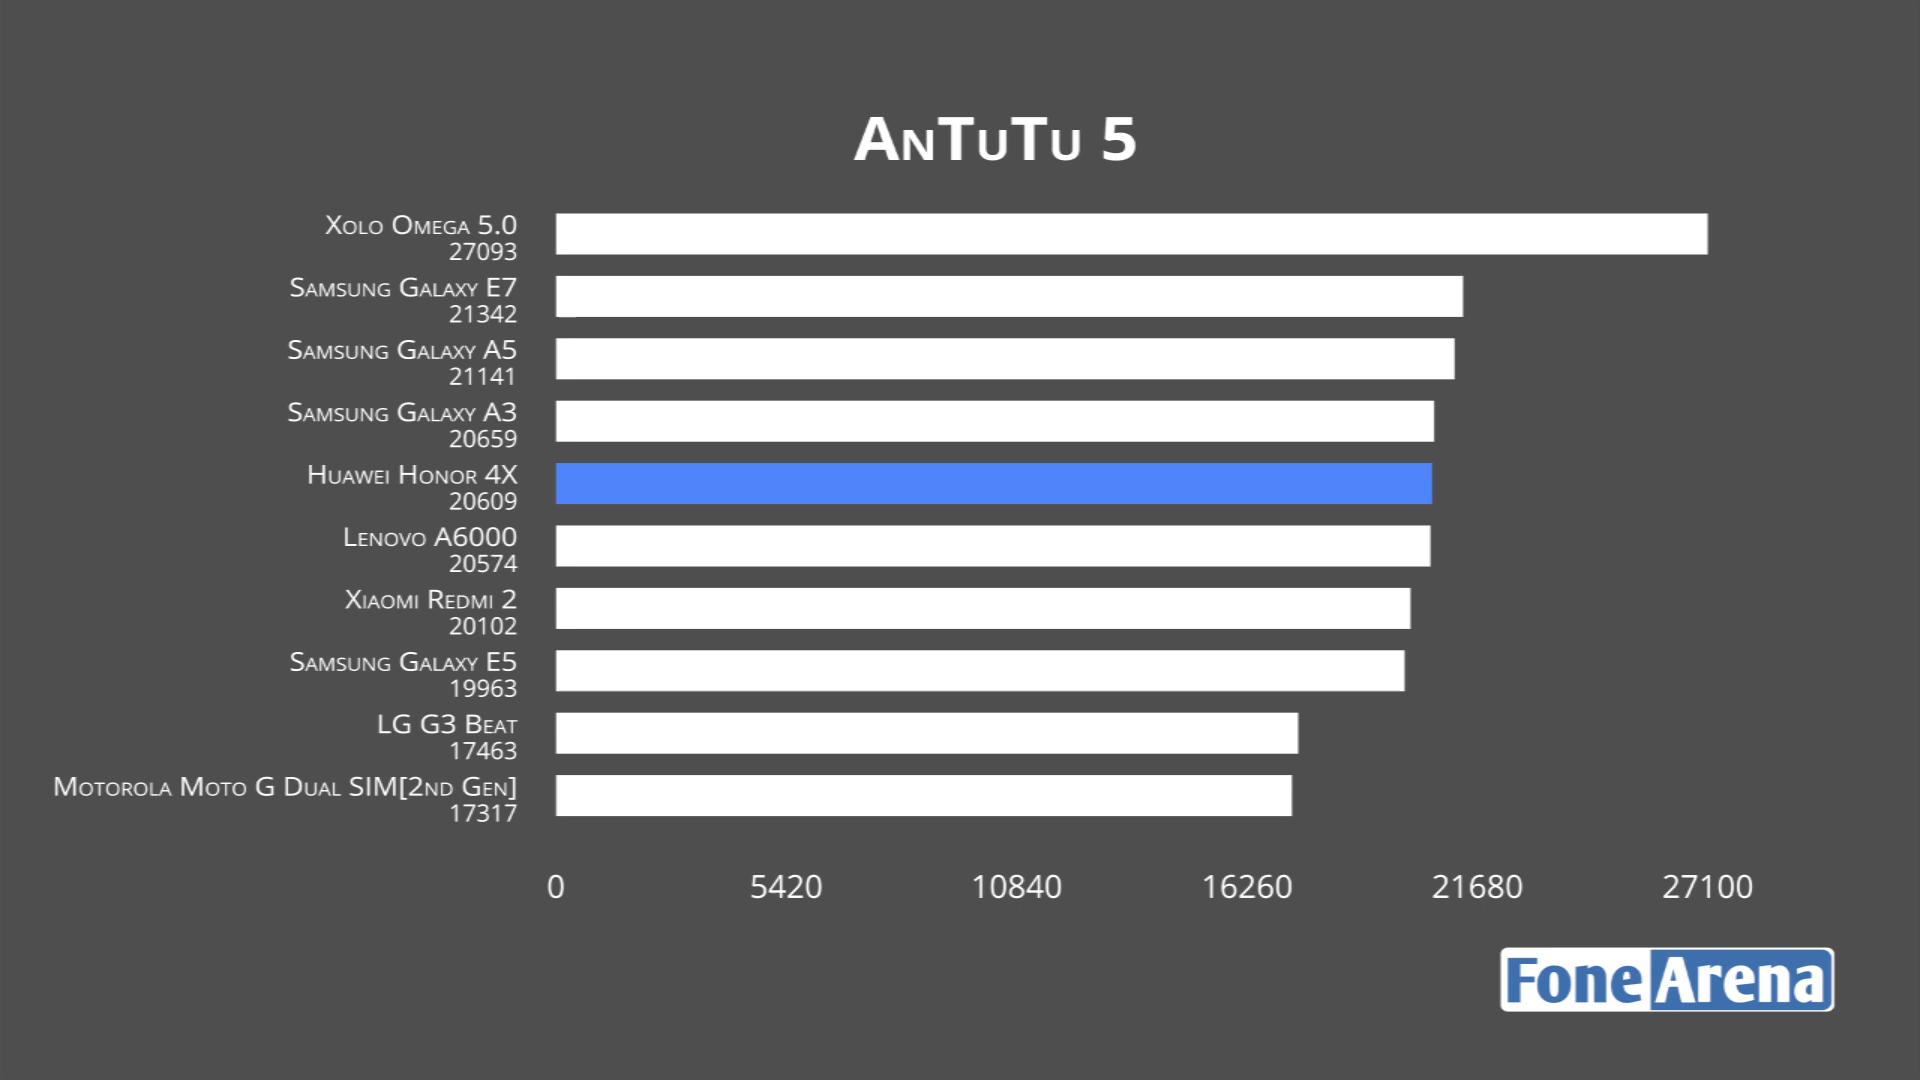 AnTuTu 5
Xolo Omega 5.0
27093
Samsung Galaxy E7
21342
Samsung Galaxy A5
21141
Samsung Galaxy A3
20659
Huawei Honor 4X
20609
Lenovo A6000
20574
Xiaomi Redmi 2
20102
Samsung Galaxy E5
19963
LG G3 Beat
17463
Motorola Moto G Dual SIM[2nd Gen]
17317
0 5420 10840 16260 21680 27100
FoneArena